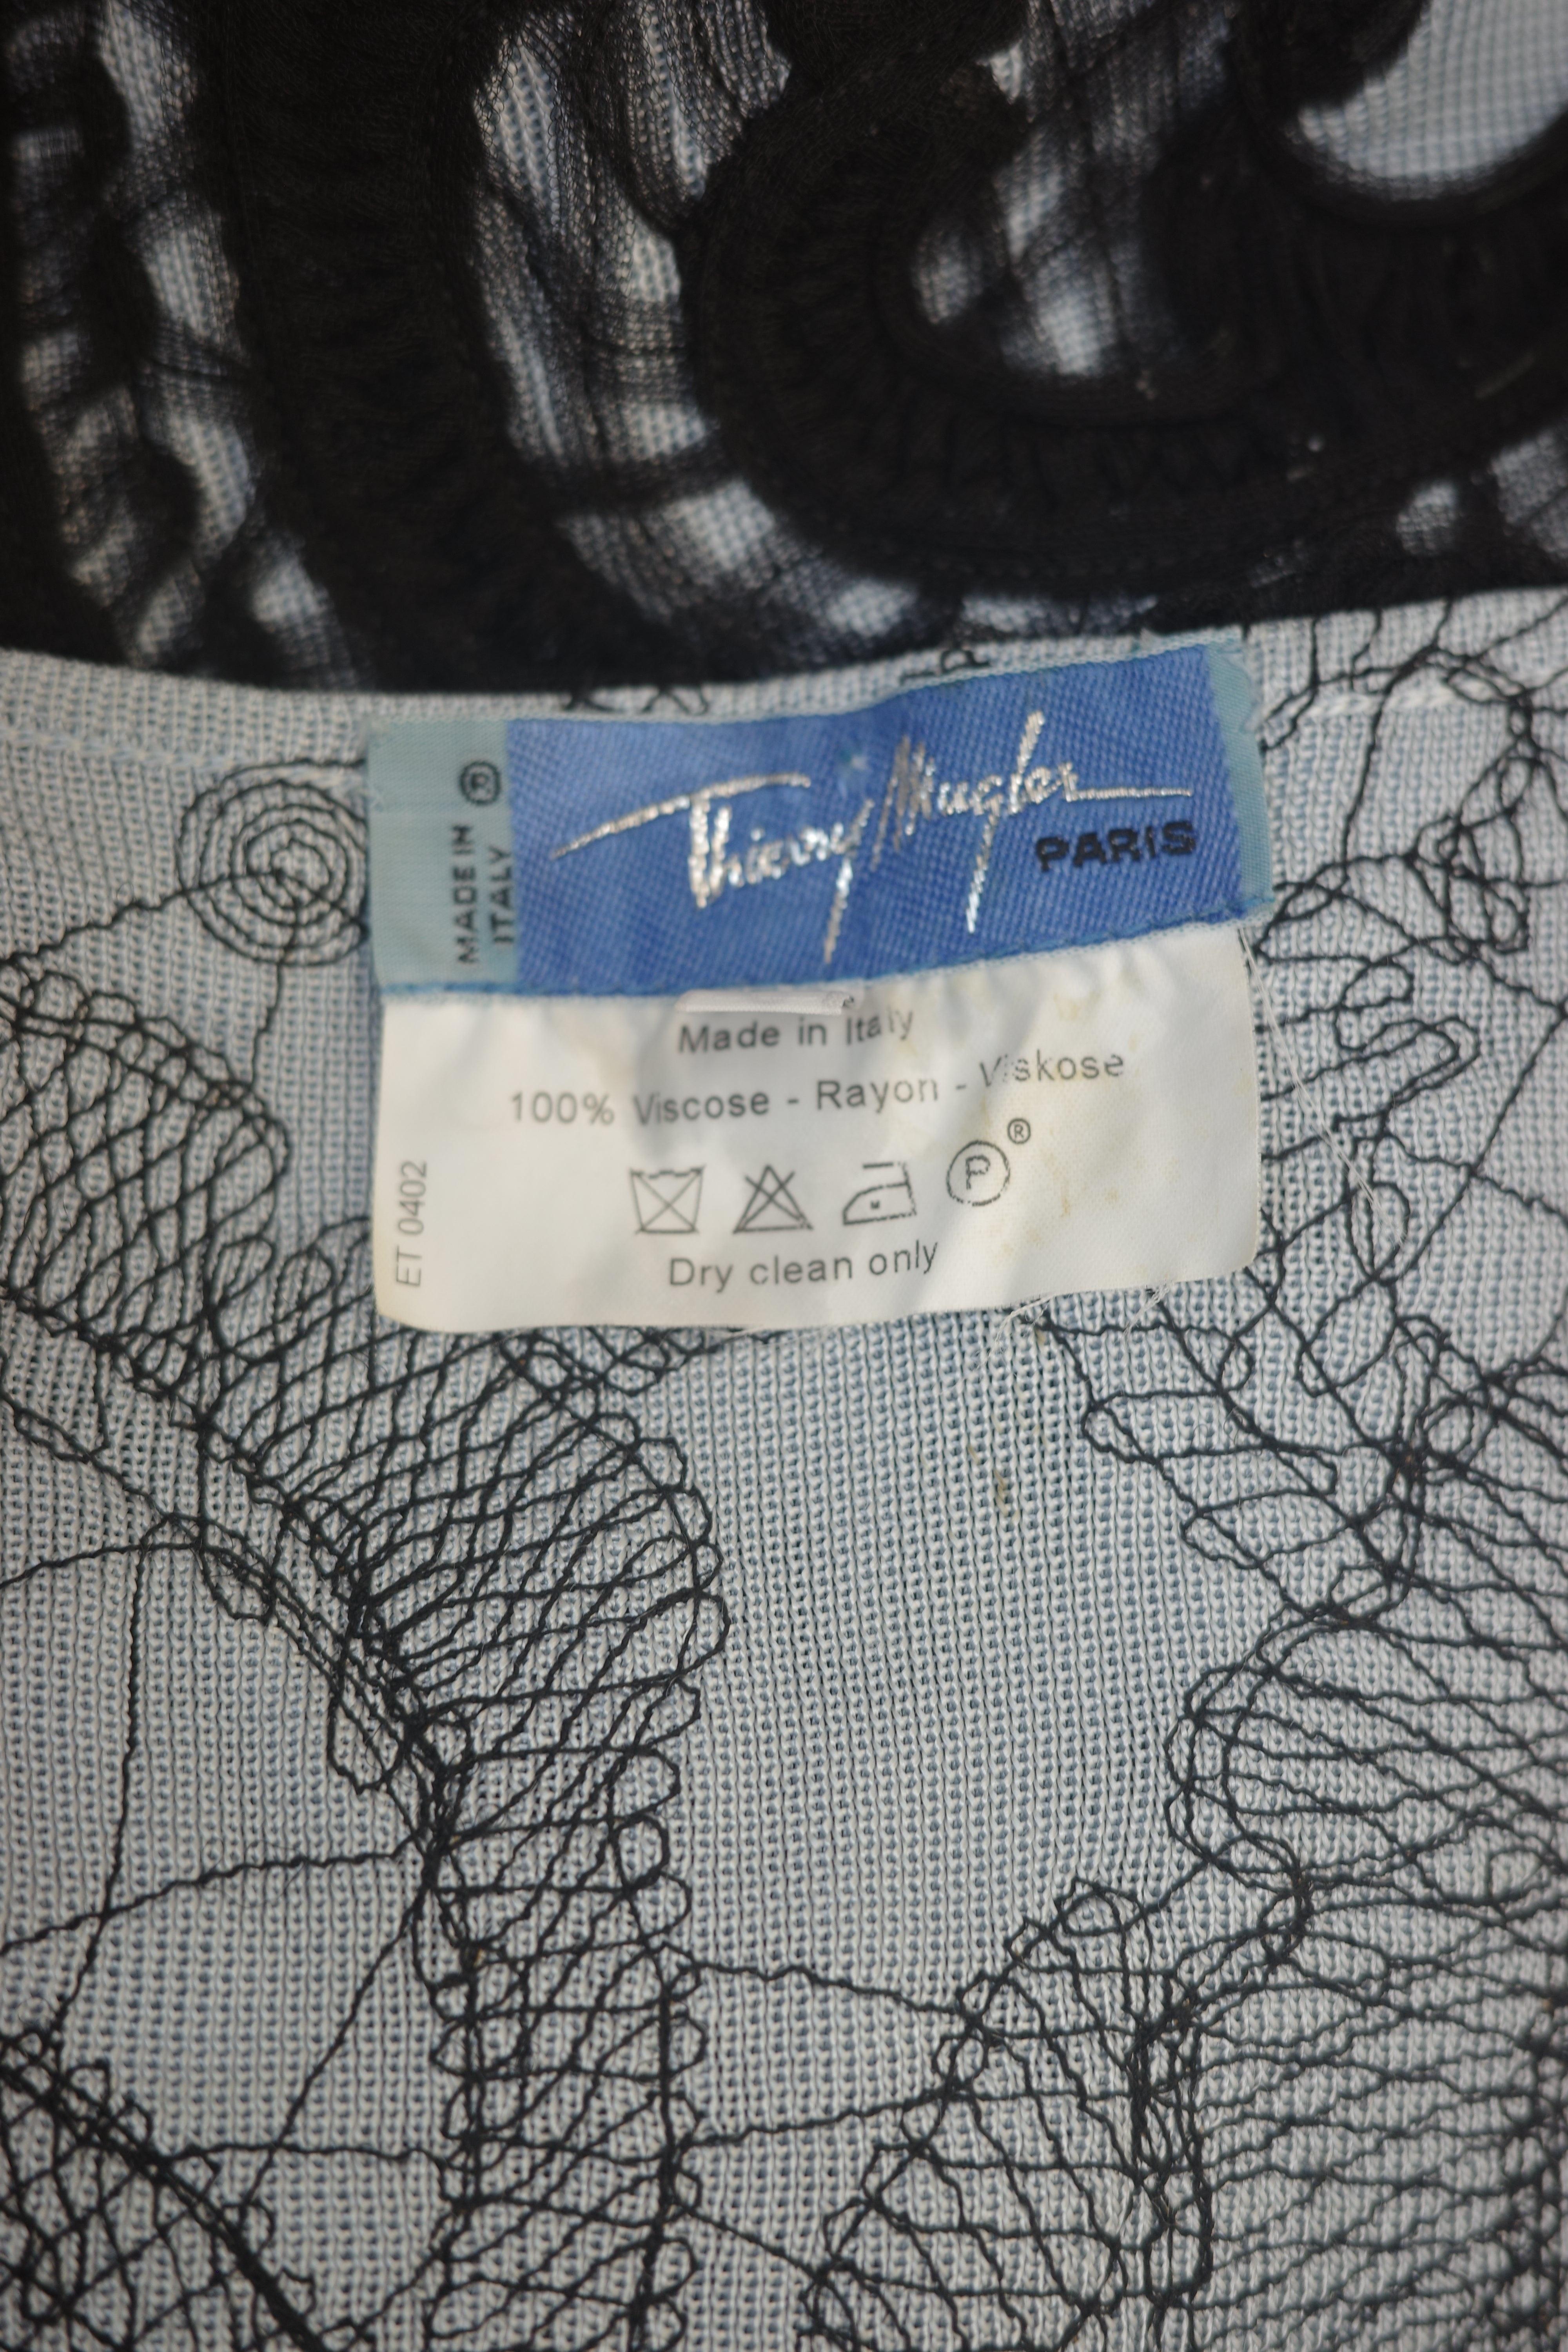 MADE IN
ITALY
®
Thierry Mugler
PARIS
Made in Italy
100% Viscose - Rayon - Viskose
P ®
Dry clean only
ET 0402